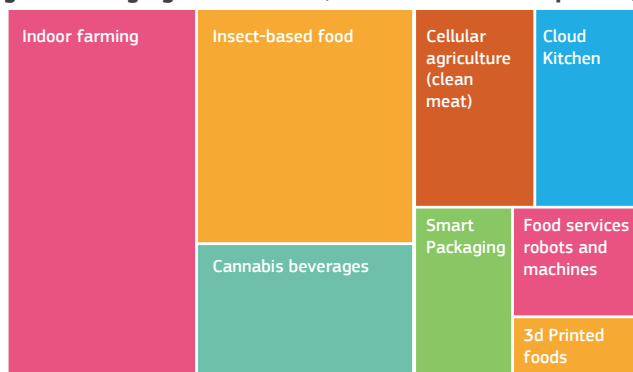 Indoor farming
Insect-based food
Cannabis beverages
Cellular
agriculture
(clean
meat)
Cloud
Kitchen
Smart
Packaging
Food services
robots and
machines
3d Printed
foods